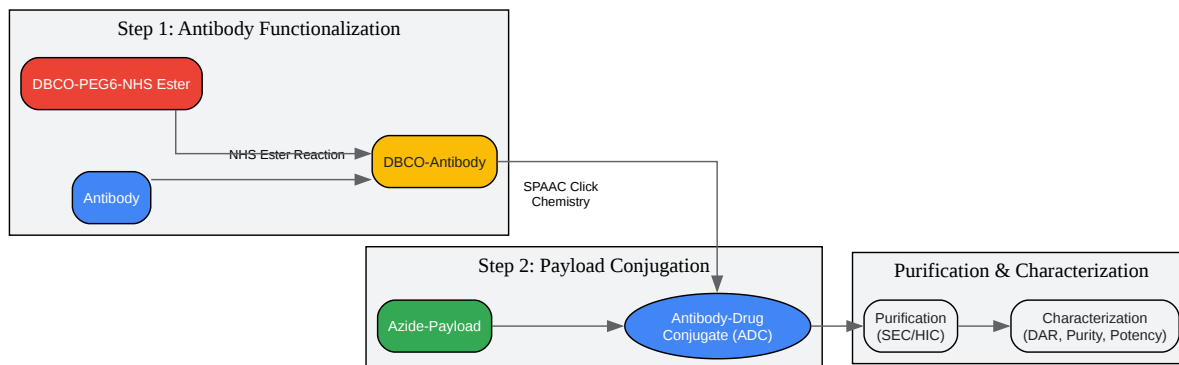 Step 1: Antibody Functionalization
DBCO-PEG6-NHS Ester
NHS Ester Reaction
DBCO-Antibody
Antibody
SPAAC Click
Chemistry
Step 2: Payload Conjugation
Azide-Payload
Antibody-Drug
Conjugate (ADC)
Purification & Characterization
Purification
(SEC/HIC)
Characterization
(DAR, Purity, Potency)